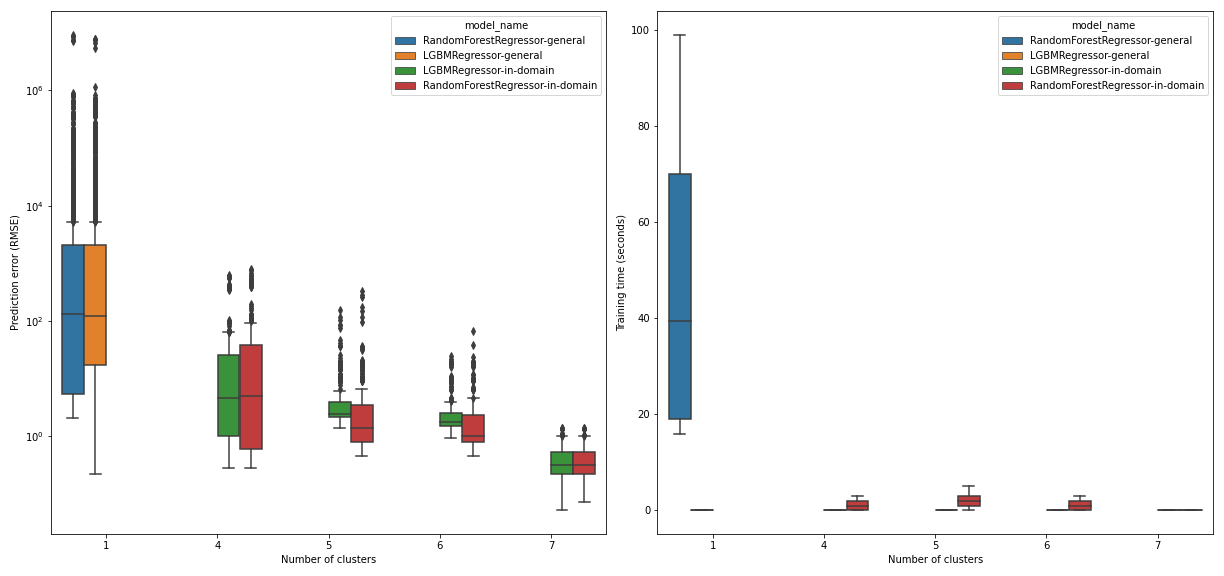 model_name
RandomForestRegressor-general
LGBMRegressor-general
LGBMRegressor-in-domain
RandomForestRegressor-in-domain
10^6
10^4
10^2
10^0
Prediction error (RMSE)
1 4 5 6 7
Number of clusters
model_name
RandomForestRegressor-general
LGBMRegressor-general
LGBMRegressor-in-domain
RandomForestRegressor-in-domain
100
80
60
40
20
0
Training time (seconds)
1 4 5 6 7
Number of clusters